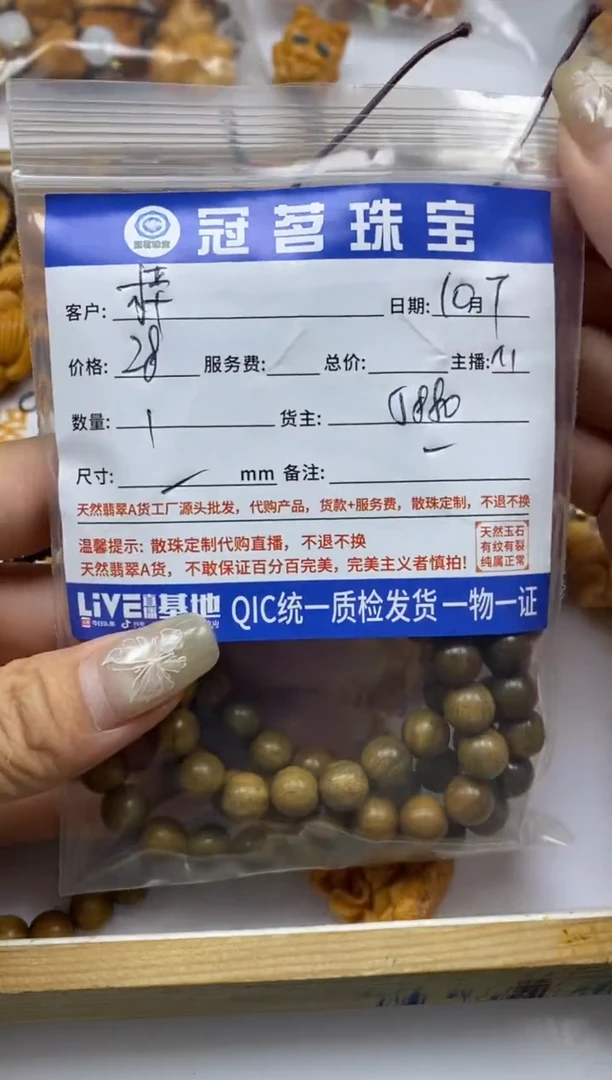 冠茗珠宝
客户: 日期: 10月7
价格: 28 服务费: 总价: 主播:
数量: 1 货主:
尺寸: mm 备注:
天然翡翠A货工厂源头批发，代购产品，货款+服务费，散珠定制，不退不换
温馨提示: 散珠定制代购直播，不退不换
天然翡翠A货，不敢保证百分百完美，完美主义者慎拍!
天然玉石
有纹有裂
纯属正常
LiVE直播基地 QIC统一质检发货一物一证